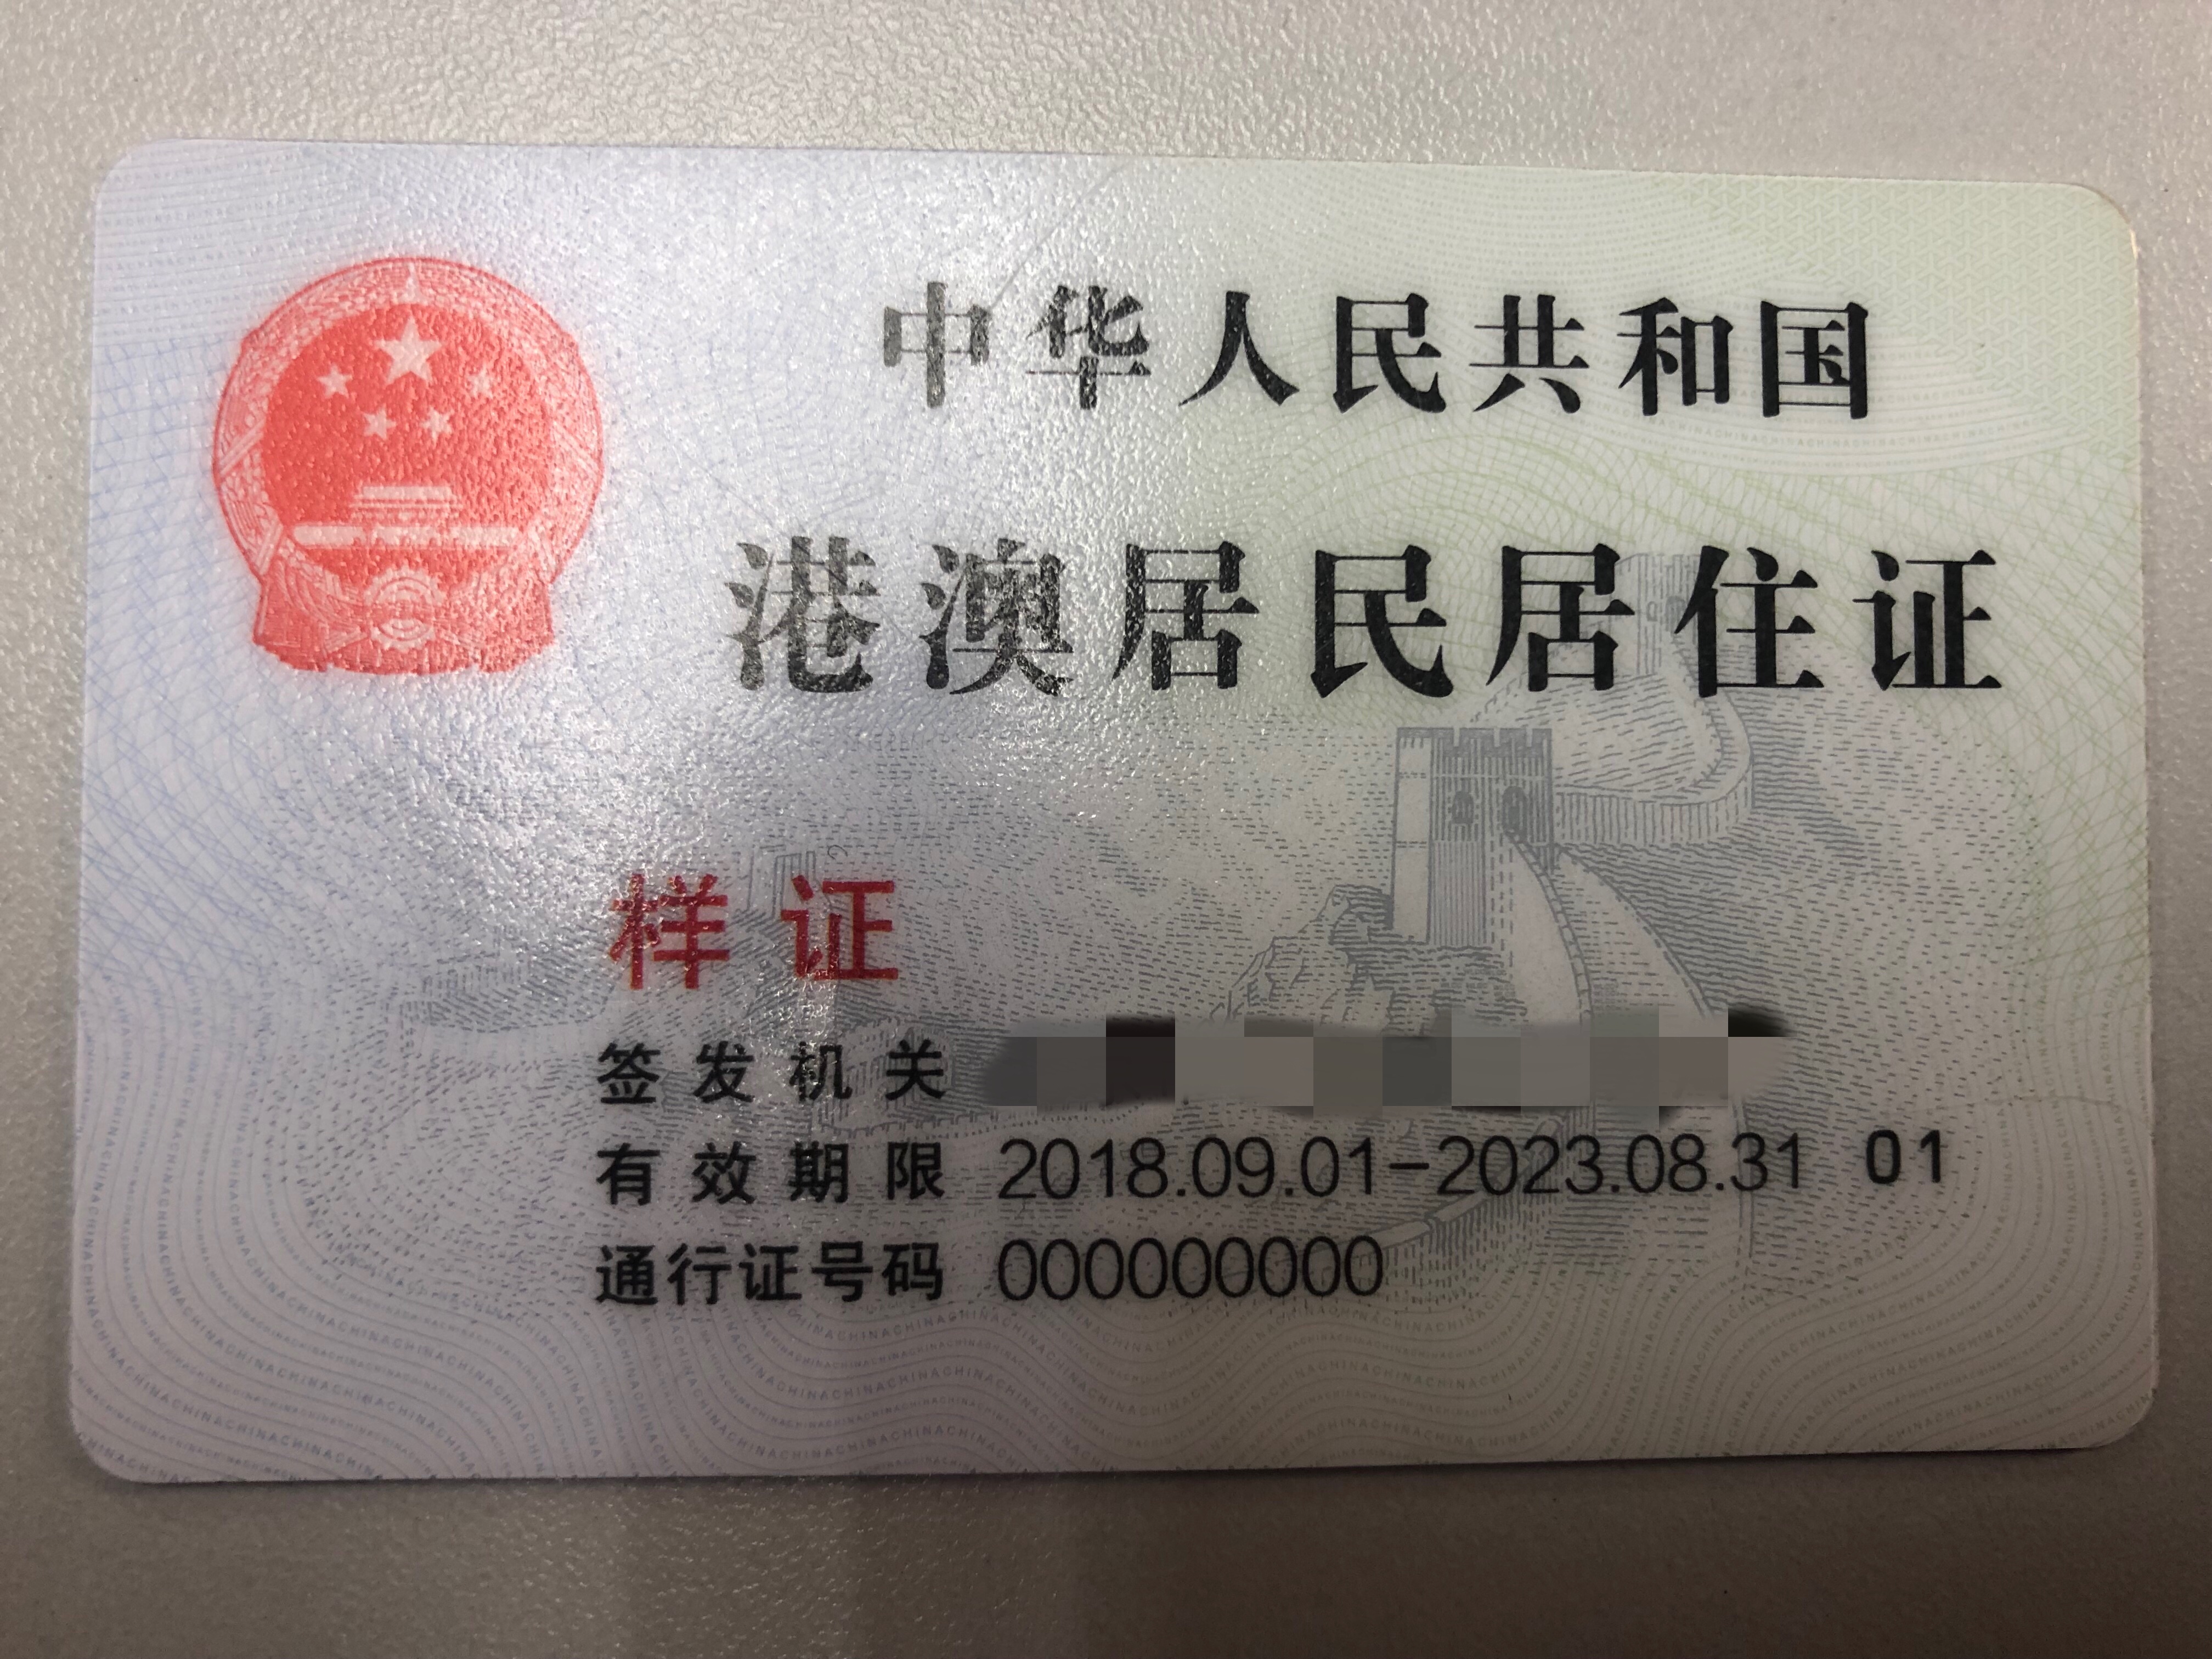 中华人民共和国
港澳居民居住证
样证
签发机关
有效期限 2018.09.01-2023.08.31 01
通行证号码 000000000